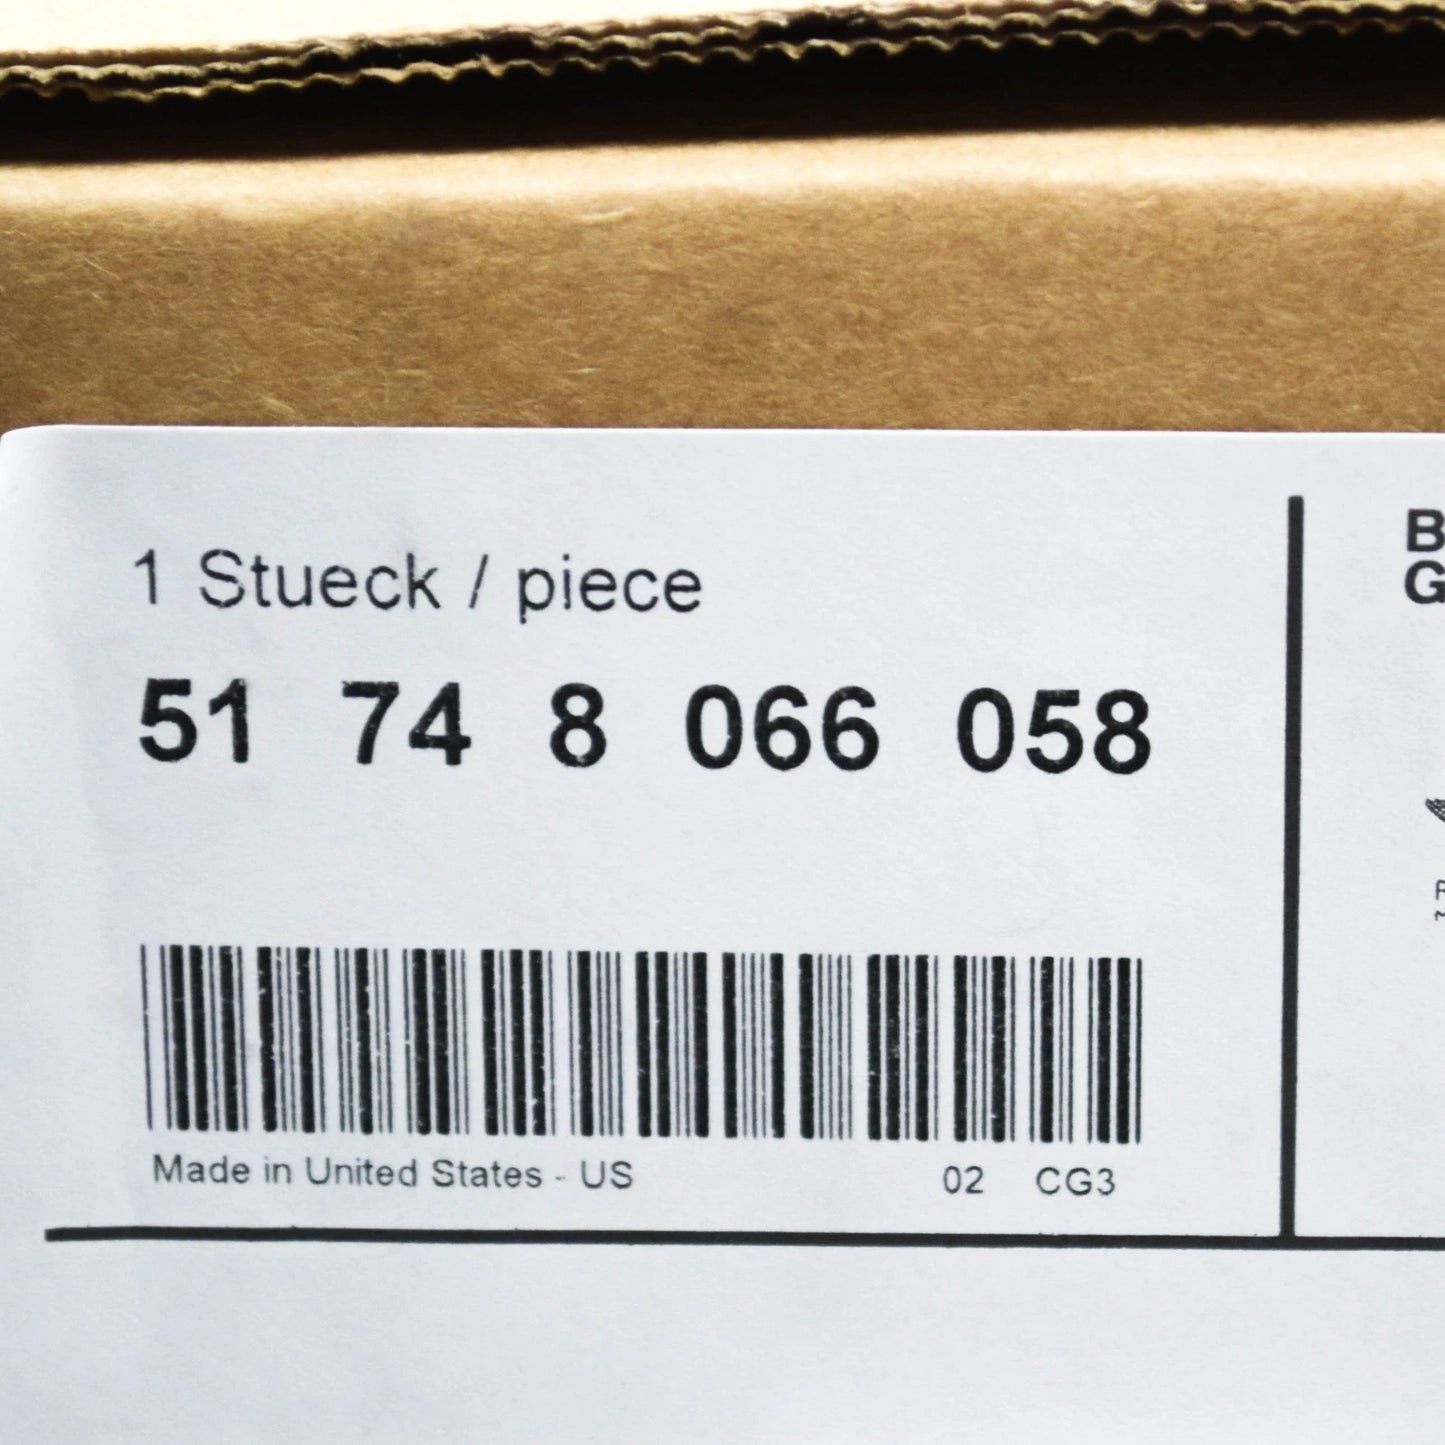 1 Stueck / piece
51 74 8 066 058
Made in United States - US 02 CG3
B
G
R